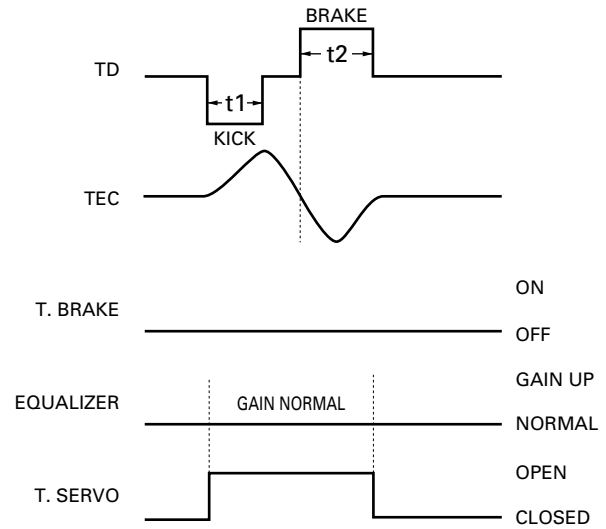 BRAKE
TD
t1
t2
KICK
TEC
ON
T. BRAKE
OFF
GAIN UP
EQUALIZER
GAIN NORMAL
NORMAL
OPEN
T. SERVO
CLOSED